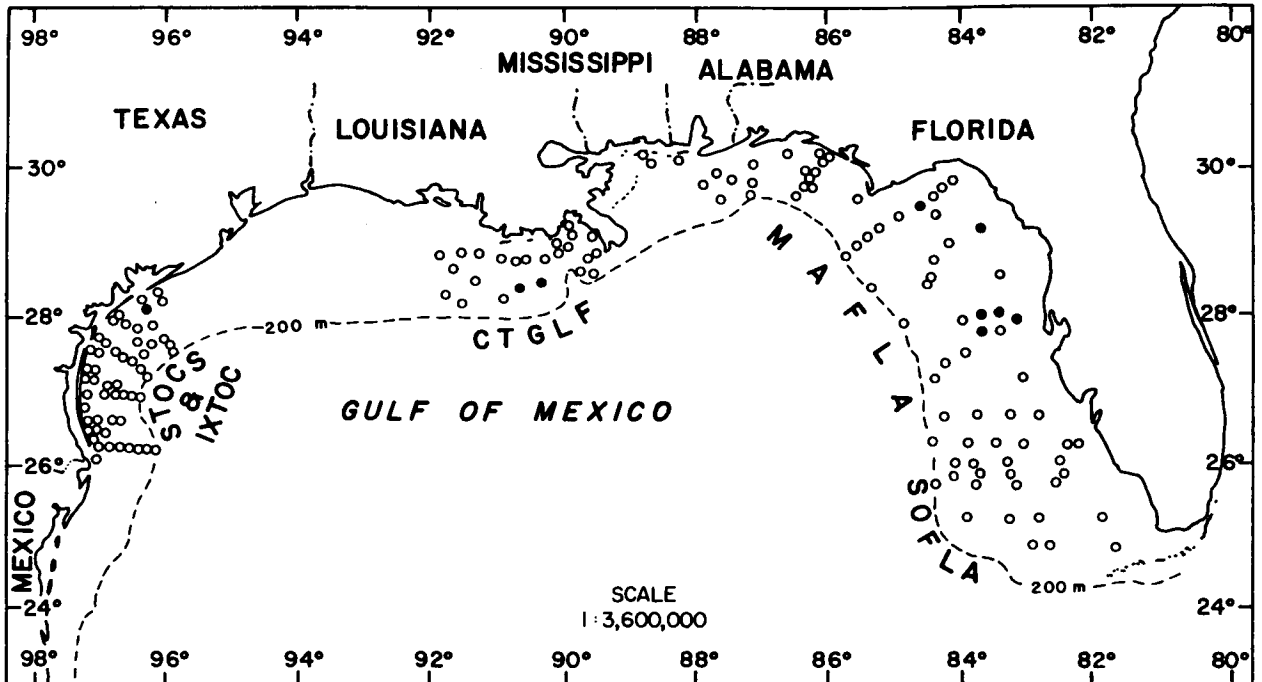 98° 96° 94° 92° 90° 88° 86° 84° 82° 80°
MISSISSIPPI
ALABAMA
TEXAS
LOUISIANA
FLORIDA
30° 30°
MAFLA
28° 200 m 28°
CTGLF
STOCS
&
IXTOC
GULF OF MEXICO
26° 26°
SOFLA
MEXICO
SCALE
1:3,600,000
200 m
24° 24°
98° 96° 94° 92° 90° 88° 86° 84° 82° 80°